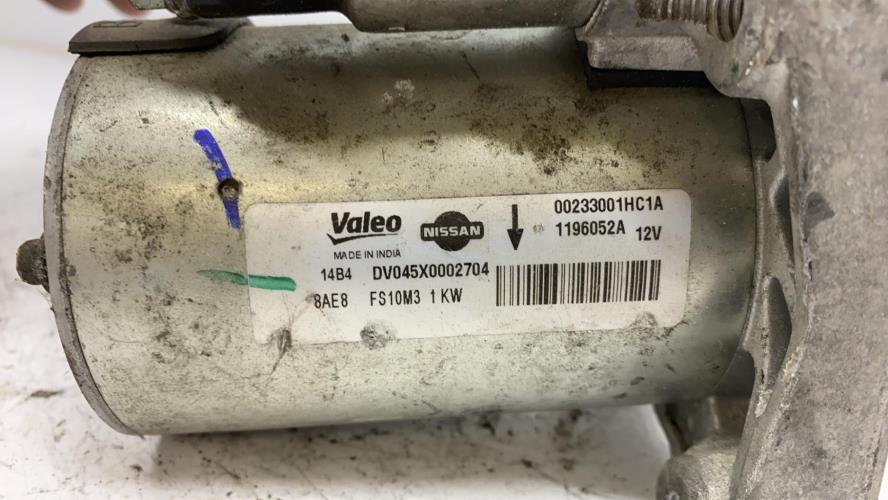 Valeo NISSAN 00233001HC1A
1196052A 12V
MADE IN INDIA
14B4 DV045X0002704
8AE8 FS10M3 1 KW